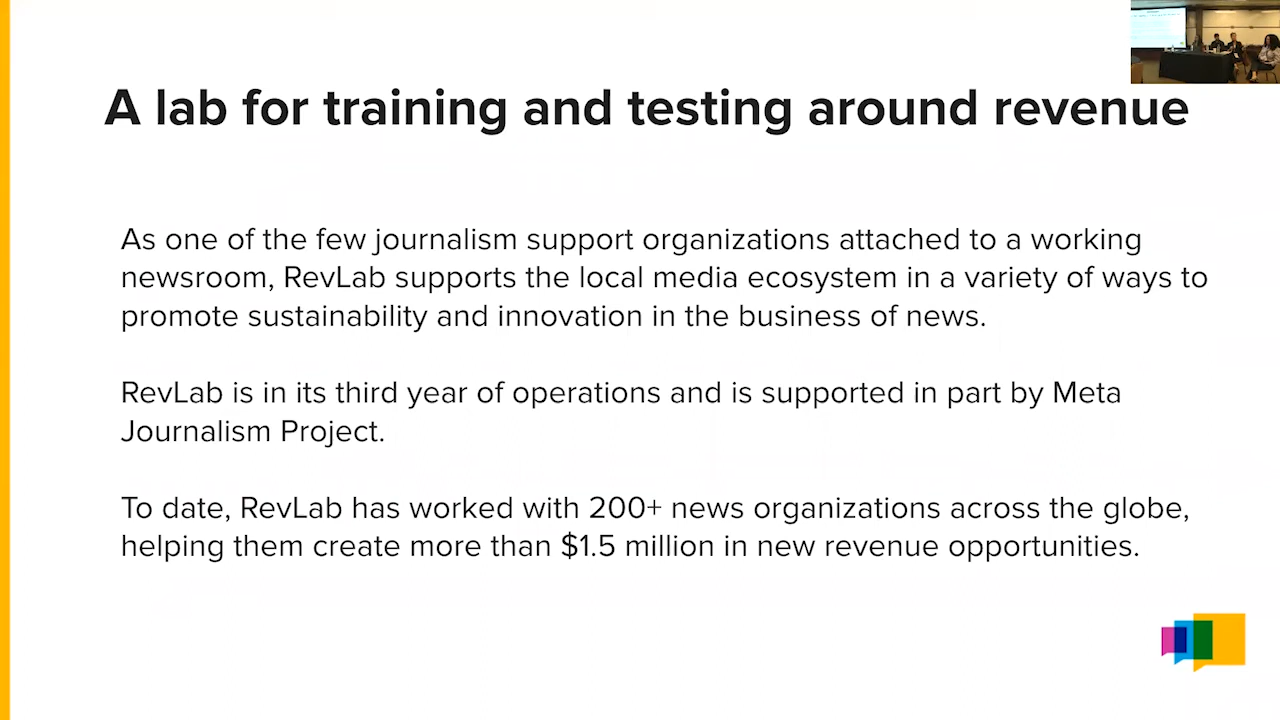 A lab for training and testing around revenue
As one of the few journalism support organizations attached to a working
newsroom, RevLab supports the local media ecosystem in a variety of ways to
promote sustainability and innovation in the business of news.
RevLab is in its third year of operations and is supported in part by Meta
Journalism Project.
To date, RevLab has worked with 200+ news organizations across the globe,
helping them create more than $1.5 million in new revenue opportunities.